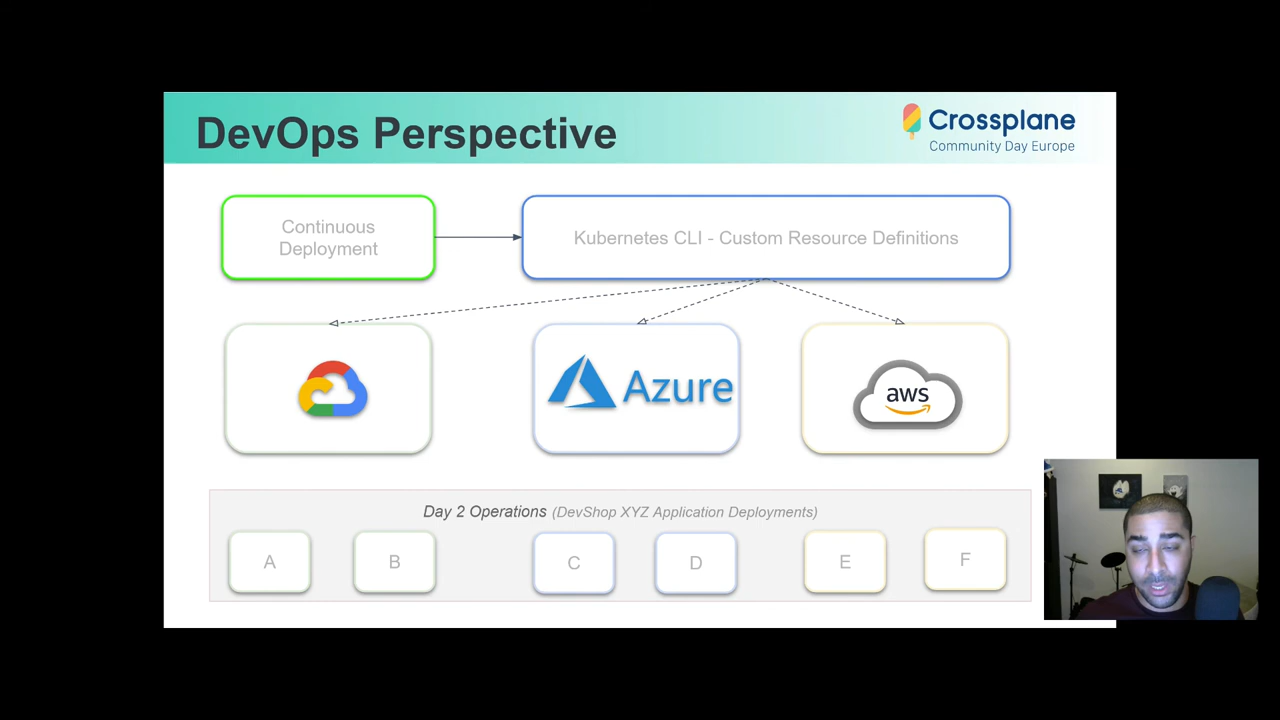 DevOps Perspective
Crossplane
Community Day Europe
Continuous
Deployment
Kubernetes CLI - Custom Resource Definitions
Azure
aws
Day 2 Operations (DevShop XYZ Application Deployments)
A
B
C
D
E
F